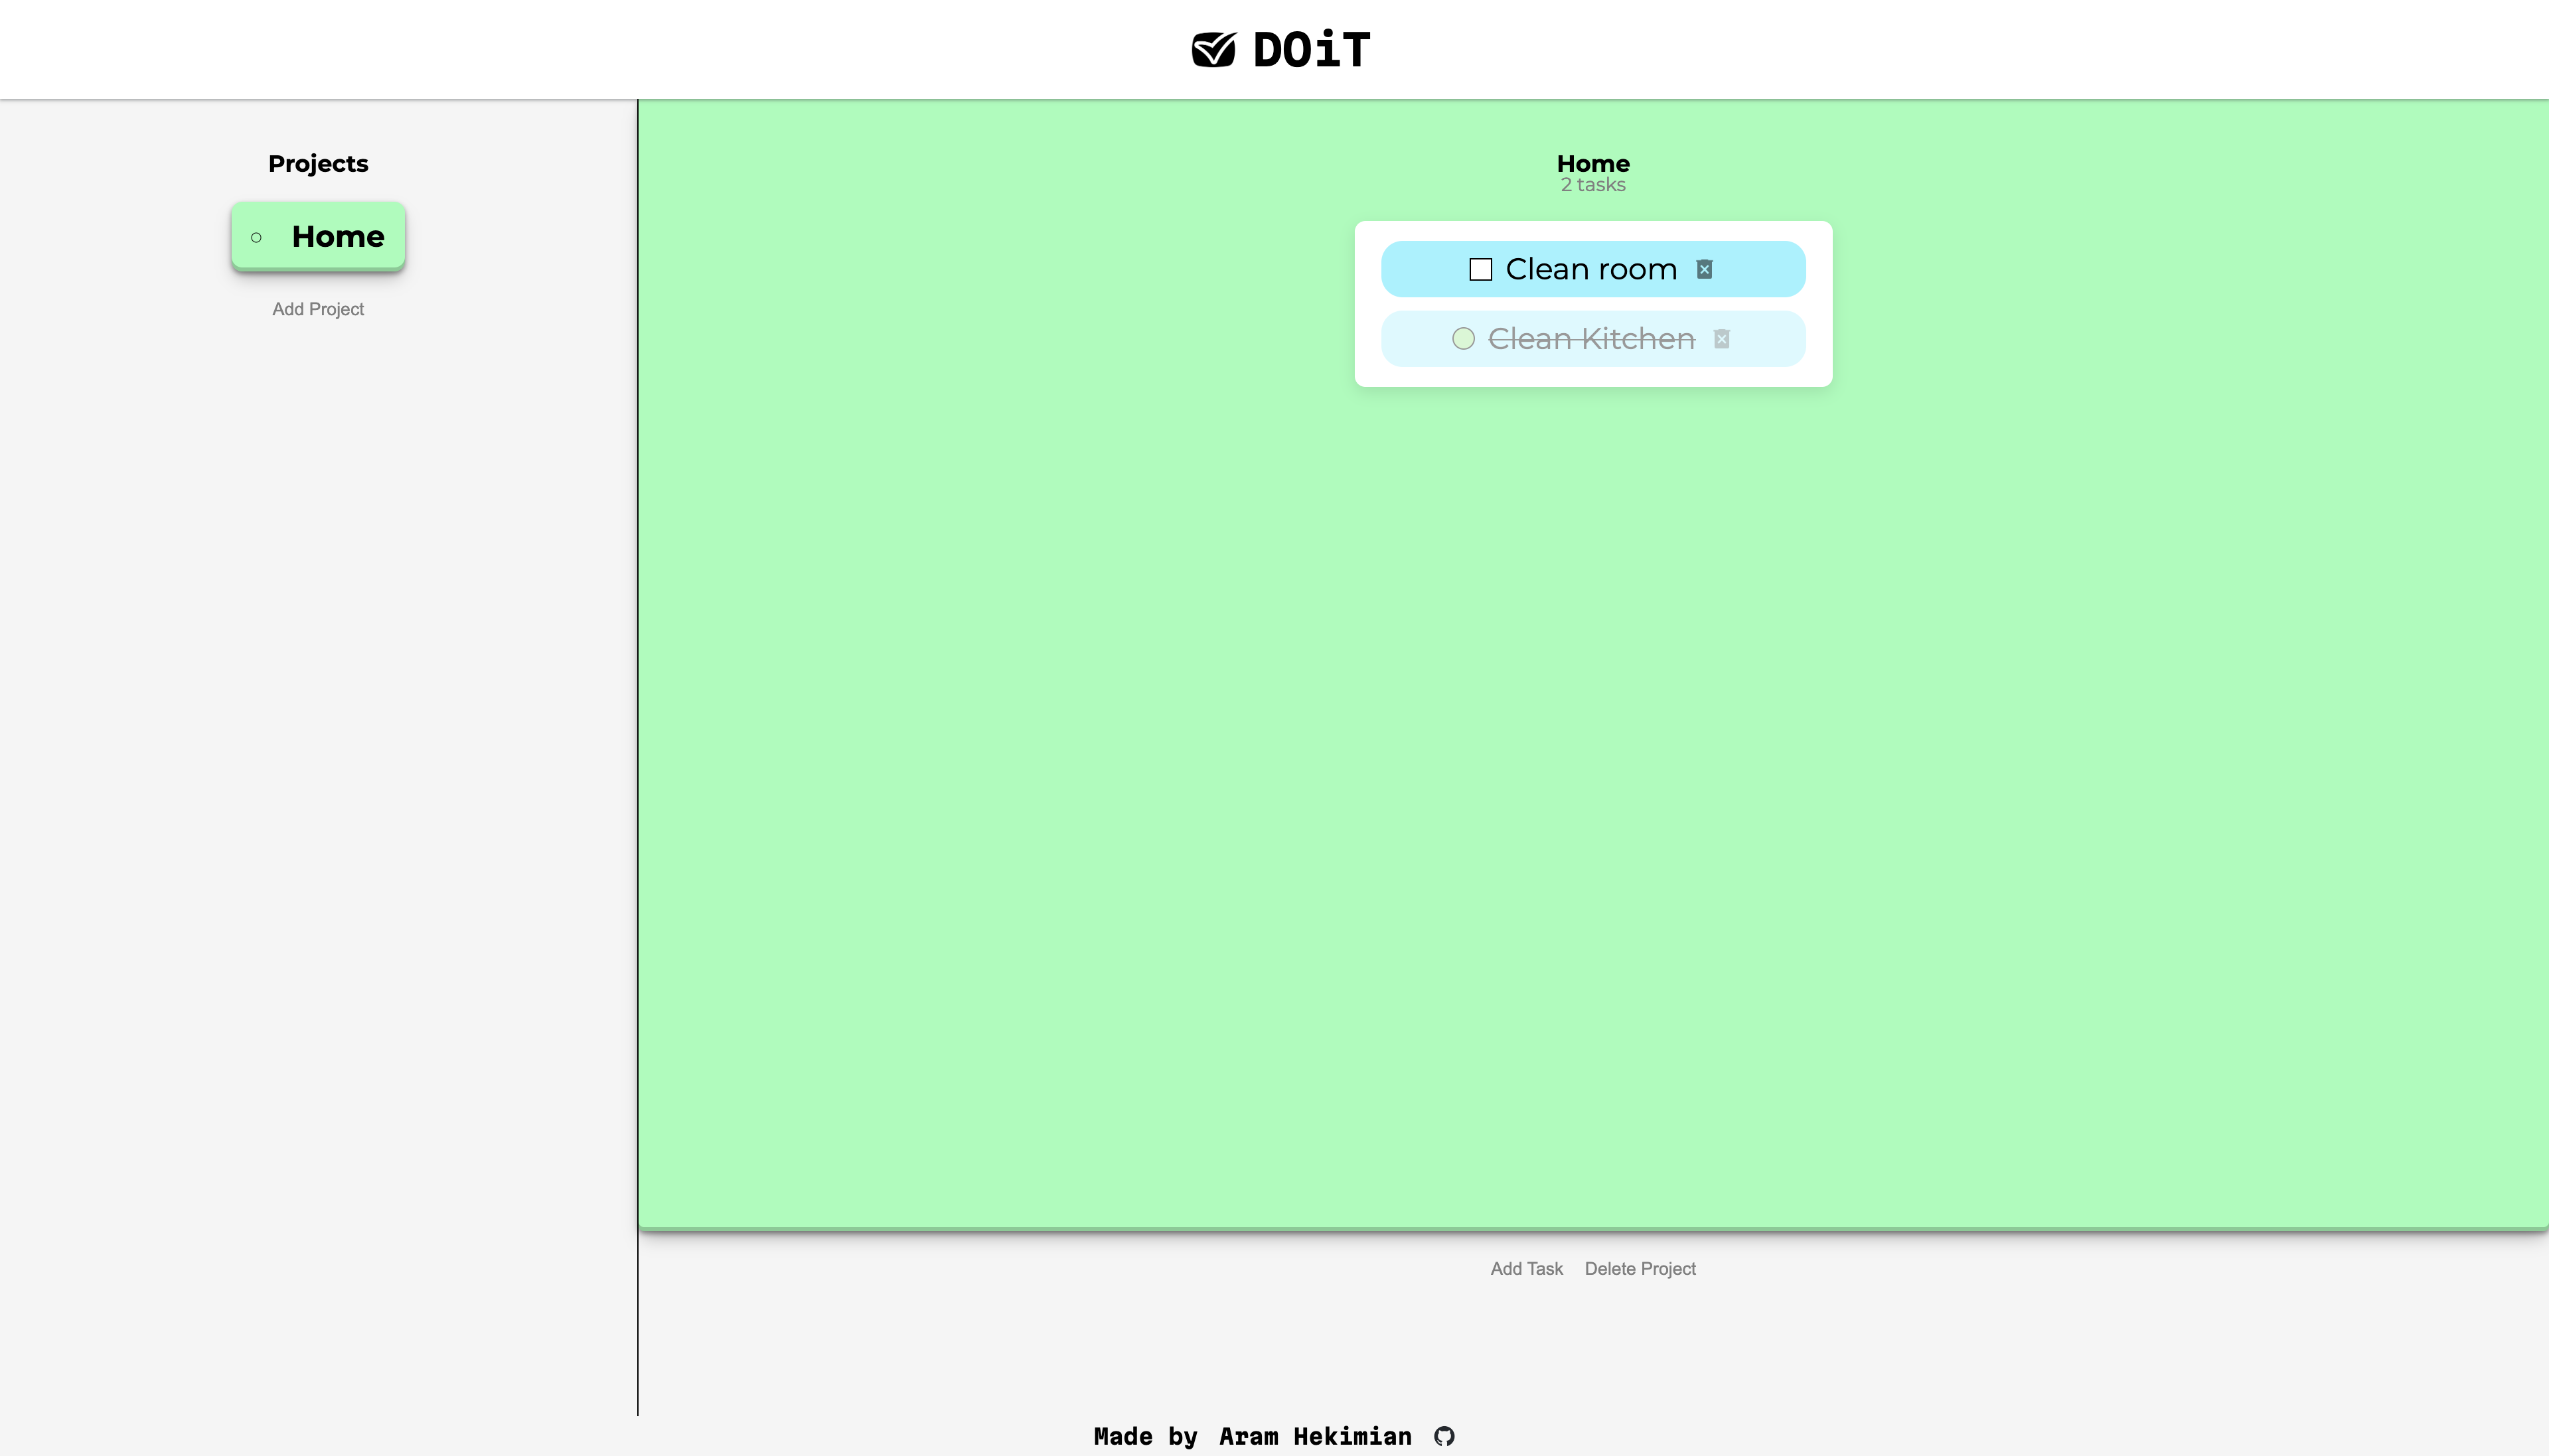 DOiT
Projects
Home
Add Project
Home
2 tasks
Clean room
Clean Kitchen
Add Task Delete Project
Made by Aram Hekimian